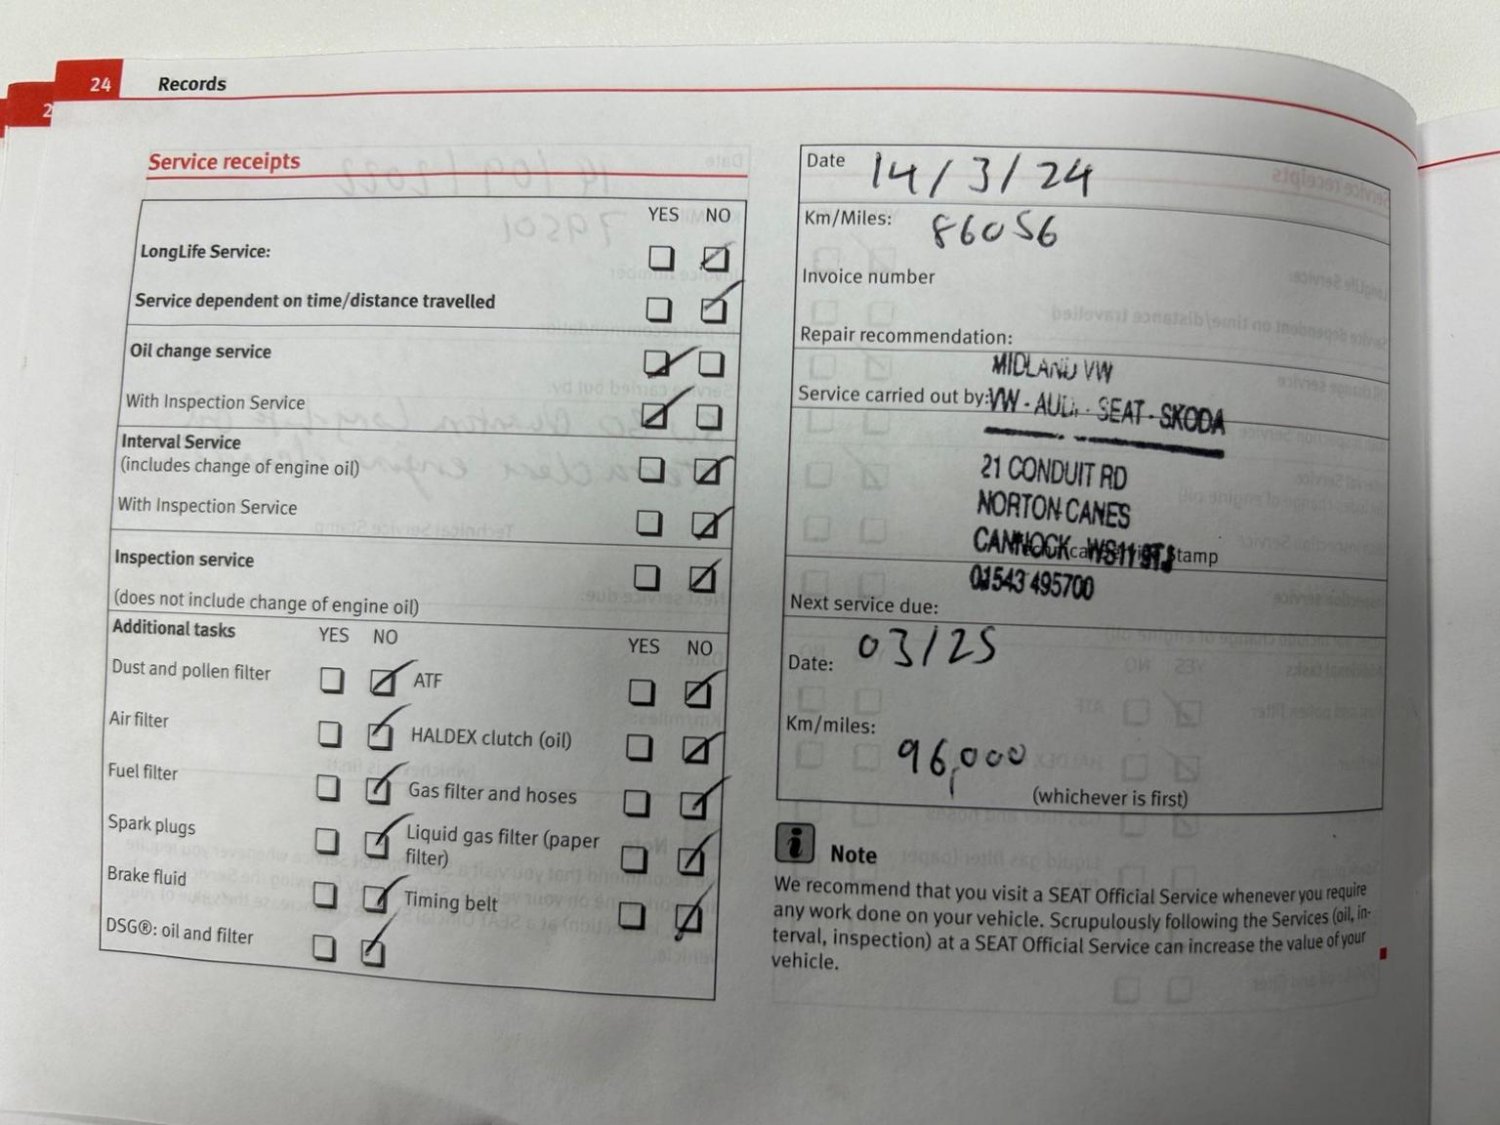 24 Records
2
Service receipts
YES NO
LongLife Service:
Service dependent on time/distance travelled
Oil change service
With Inspection Service
Interval Service
(includes change of engine oil)
With Inspection Service
Inspection service
(does not include change of engine oil)
Additional tasks YES NO YES NO
Dust and pollen filter ATF
Air filter HALDEX clutch (oil)
Fuel filter Gas filter and hoses
Spark plugs Liquid gas filter (paper
filter)
Brake fluid Timing belt
DSG®: oil and filter
Date 14/3/24
Km/Miles: 86056
Invoice number
Repair recommendation:
MIDLAND VW
Service carried out by: VW - AUDI - SEAT - SKODA
21 CONDUIT RD
NORTON CANES
CANNOCK WS11 9TJ stamp
01543 495700
Next service due:
Date: 03/25
Km/miles: 96,000
(whichever is first)
i Note
We recommend that you visit a SEAT Official Service whenever you require
any work done on your vehicle. Scrupulously following the Services (oil, in-
terval, inspection) at a SEAT Official Service can increase the value of your
vehicle.